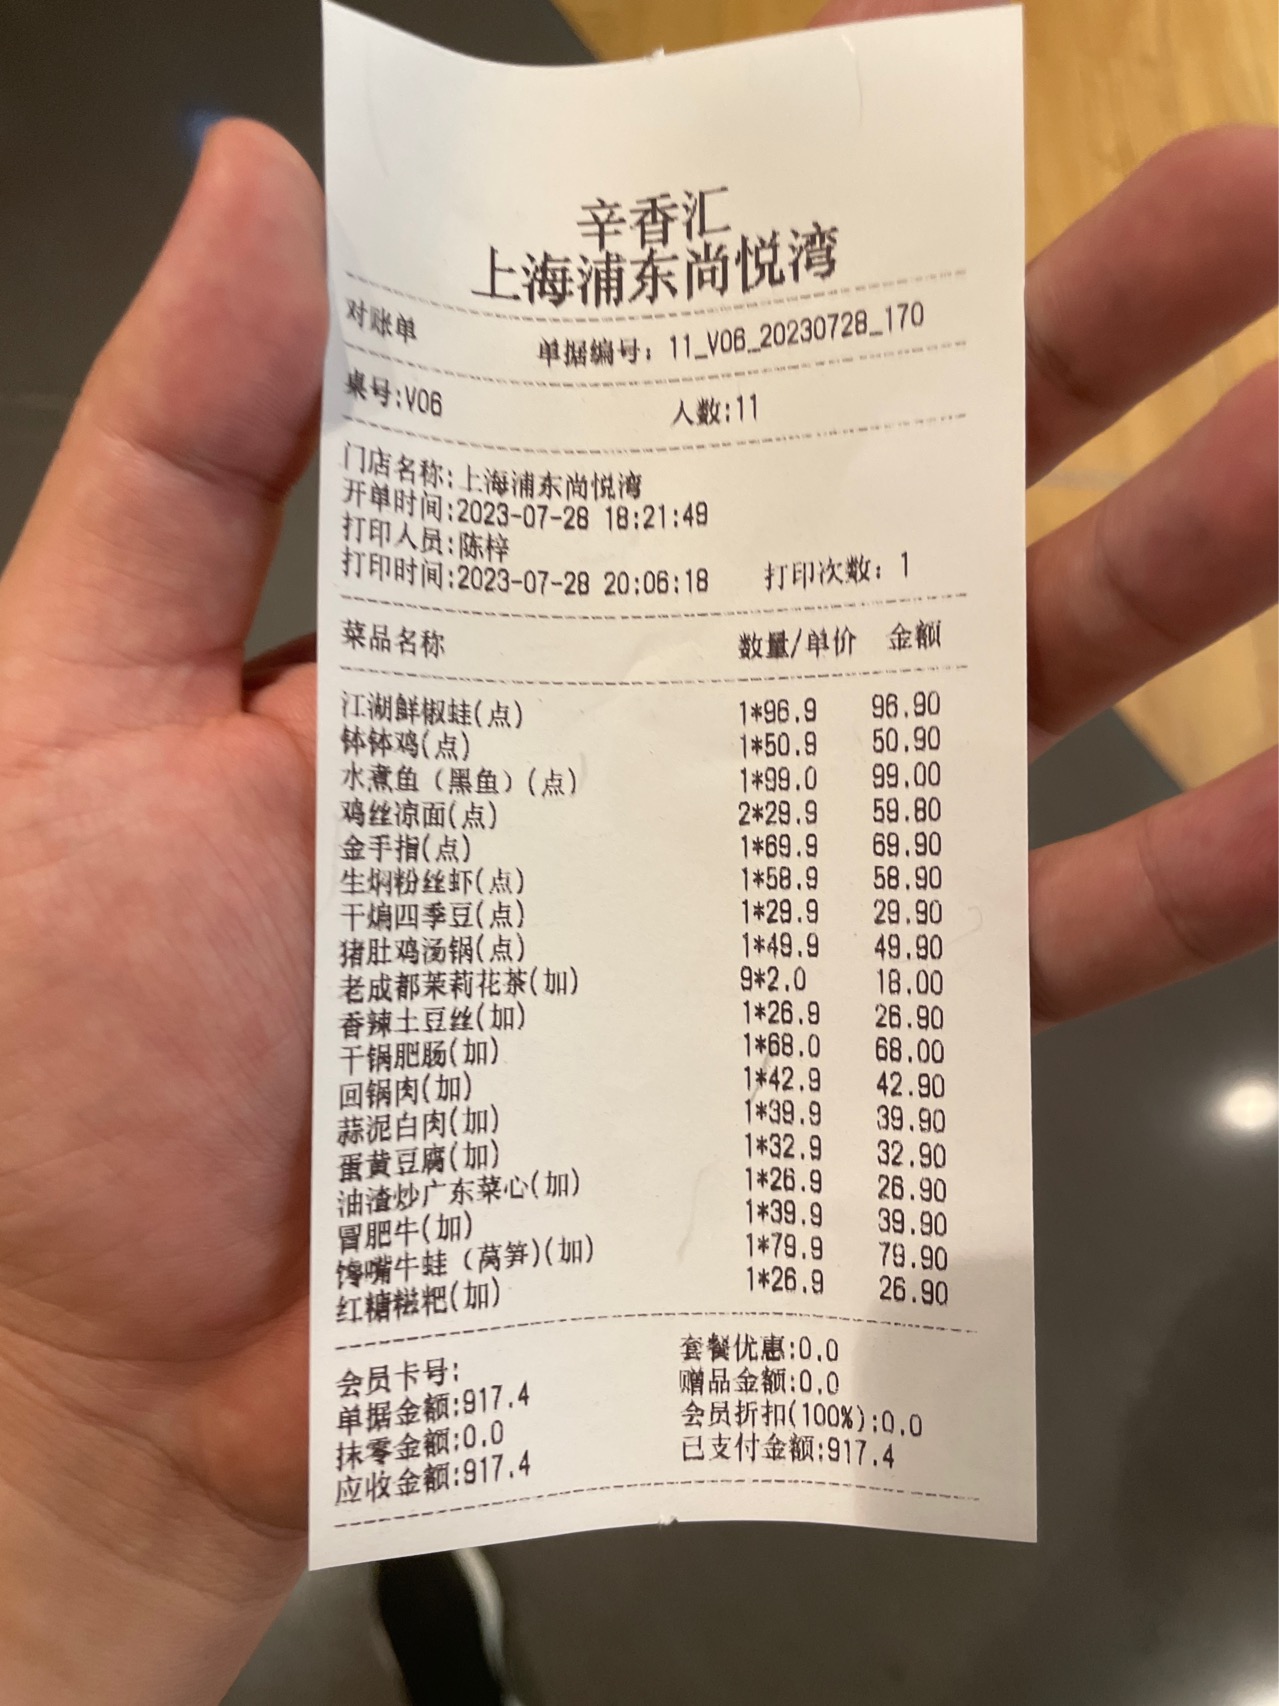 辛香汇
上海浦东尚悦湾
对账单 单据编号：11_V06_20230728_170
桌号:V06 人数:11
门店名称:上海浦东尚悦湾
开单时间:2023-07-28 18:21:49
打印人员:陈梓
打印时间:2023-07-28 20:06:18 打印次数：1
菜品名称 数量/单价 金额
江湖鲜椒蛙(点) 1*96.9 96.90
钵钵鸡(点) 1*50.9 50.90
水煮鱼（黑鱼）(点) 1*99.0 99.00
鸡丝凉面(点) 2*29.9 59.80
金手指(点) 1*69.9 69.90
生焖粉丝虾(点) 1*58.9 58.90
干煸四季豆(点) 1*29.9 29.90
猪肚鸡汤锅(点) 1*49.9 49.90
老成都茉莉花茶(加) 9*2.0 18.00
香辣土豆丝(加) 1*26.9 26.90
干锅肥肠(加) 1*68.0 68.00
回锅肉(加) 1*42.9 42.90
蒜泥白肉(加) 1*39.9 39.90
蛋黄豆腐(加) 1*32.9 32.90
油渣炒广东菜心(加) 1*26.9 26.90
冒肥牛(加) 1*39.9 39.90
馋嘴牛蛙（莴笋)(加) 1*79.9 79.90
红糖糍粑(加) 1*26.9 26.90
会员卡号: 套餐优惠:0.0
单据金额:917.4 赠品金额:0.0
抹零金额:0.0 会员折扣(100%):0.0
应收金额:917.4 已支付金额:917.4